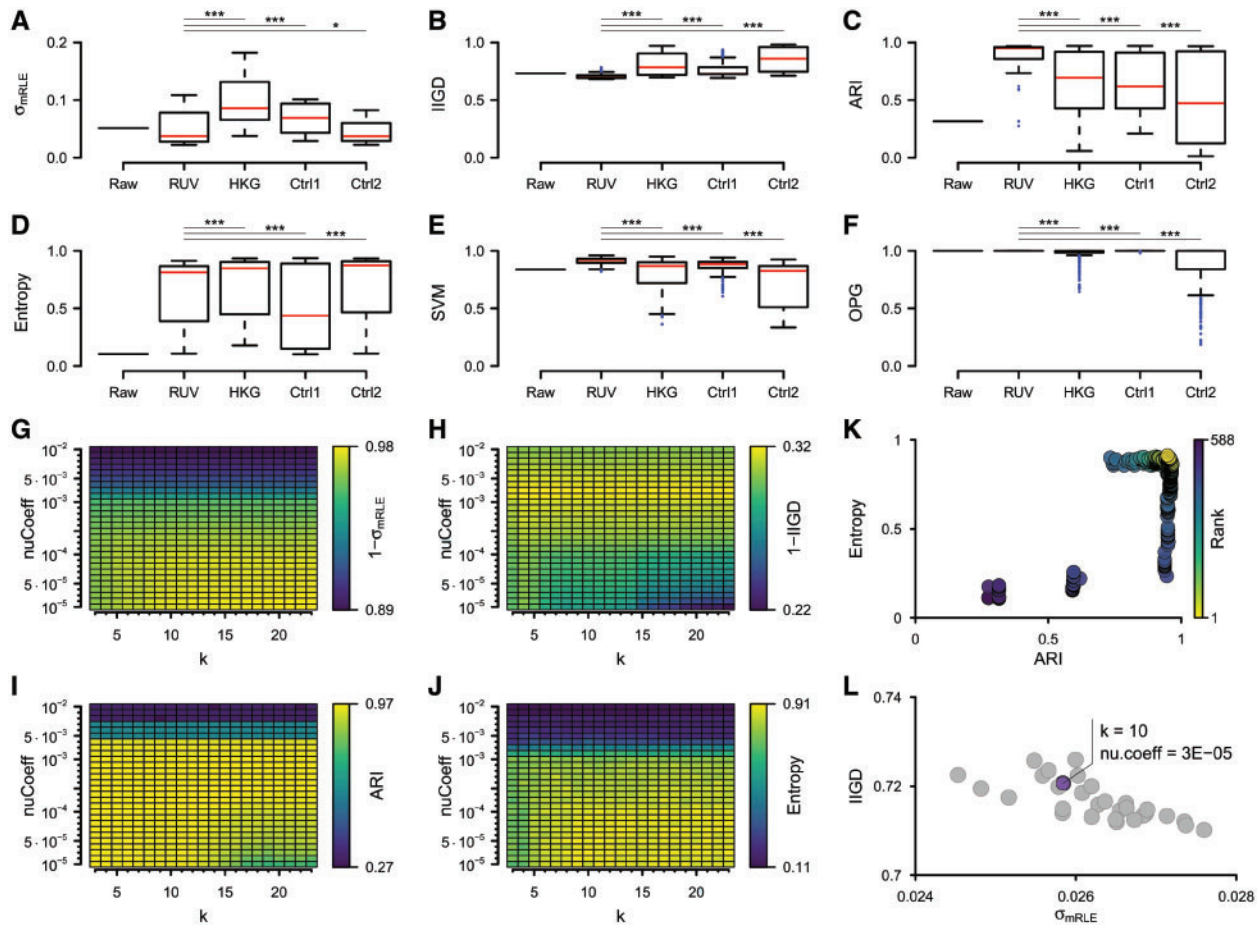 A
***
***
*
σmRLE
0.2
0.1
0.0
Raw RUV HKG Ctrl1 Ctrl2
B
***
***
***
IIGD
1.0
0.5
0.0
Raw RUV HKG Ctrl1 Ctrl2
C
***
***
***
ARI
1.0
0.5
0.0
Raw RUV HKG Ctrl1 Ctrl2
D
***
***
***
Entropy
1.0
0.5
0.0
Raw RUV HKG Ctrl1 Ctrl2
E
***
***
***
SVM
1.0
0.5
0.0
Raw RUV HKG Ctrl1 Ctrl2
F
***
***
***
OPG
1.0
0.5
0.0
Raw RUV HKG Ctrl1 Ctrl2
G
nuCoeff
10⁻²
5 · 10⁻³
10⁻³
10⁻⁴
5 · 10⁻⁵
10⁻⁵
5 10 15 20
k
0.98
1-σmRLE
0.89
H
nuCoeff
10⁻²
5 · 10⁻³
10⁻³
10⁻⁴
5 · 10⁻⁵
10⁻⁵
5 10 15 20
k
0.32
1-IIGD
0.22
K
Entropy
1
0.5
0
0 0.5 1
ARI
588
Rank
1
I
nuCoeff
10⁻²
5 · 10⁻³
10⁻³
10⁻⁴
5 · 10⁻⁵
10⁻⁵
5 10 15 20
k
0.97
ARI
0.27
J
nuCoeff
10⁻²
5 · 10⁻³
10⁻³
10⁻⁴
5 · 10⁻⁵
10⁻⁵
5 10 15 20
k
0.91
Entropy
0.11
L
IIGD
0.74
0.72
0.7
k = 10
nu.coeff = 3E−05
0.024 0.026 0.028
σmRLE